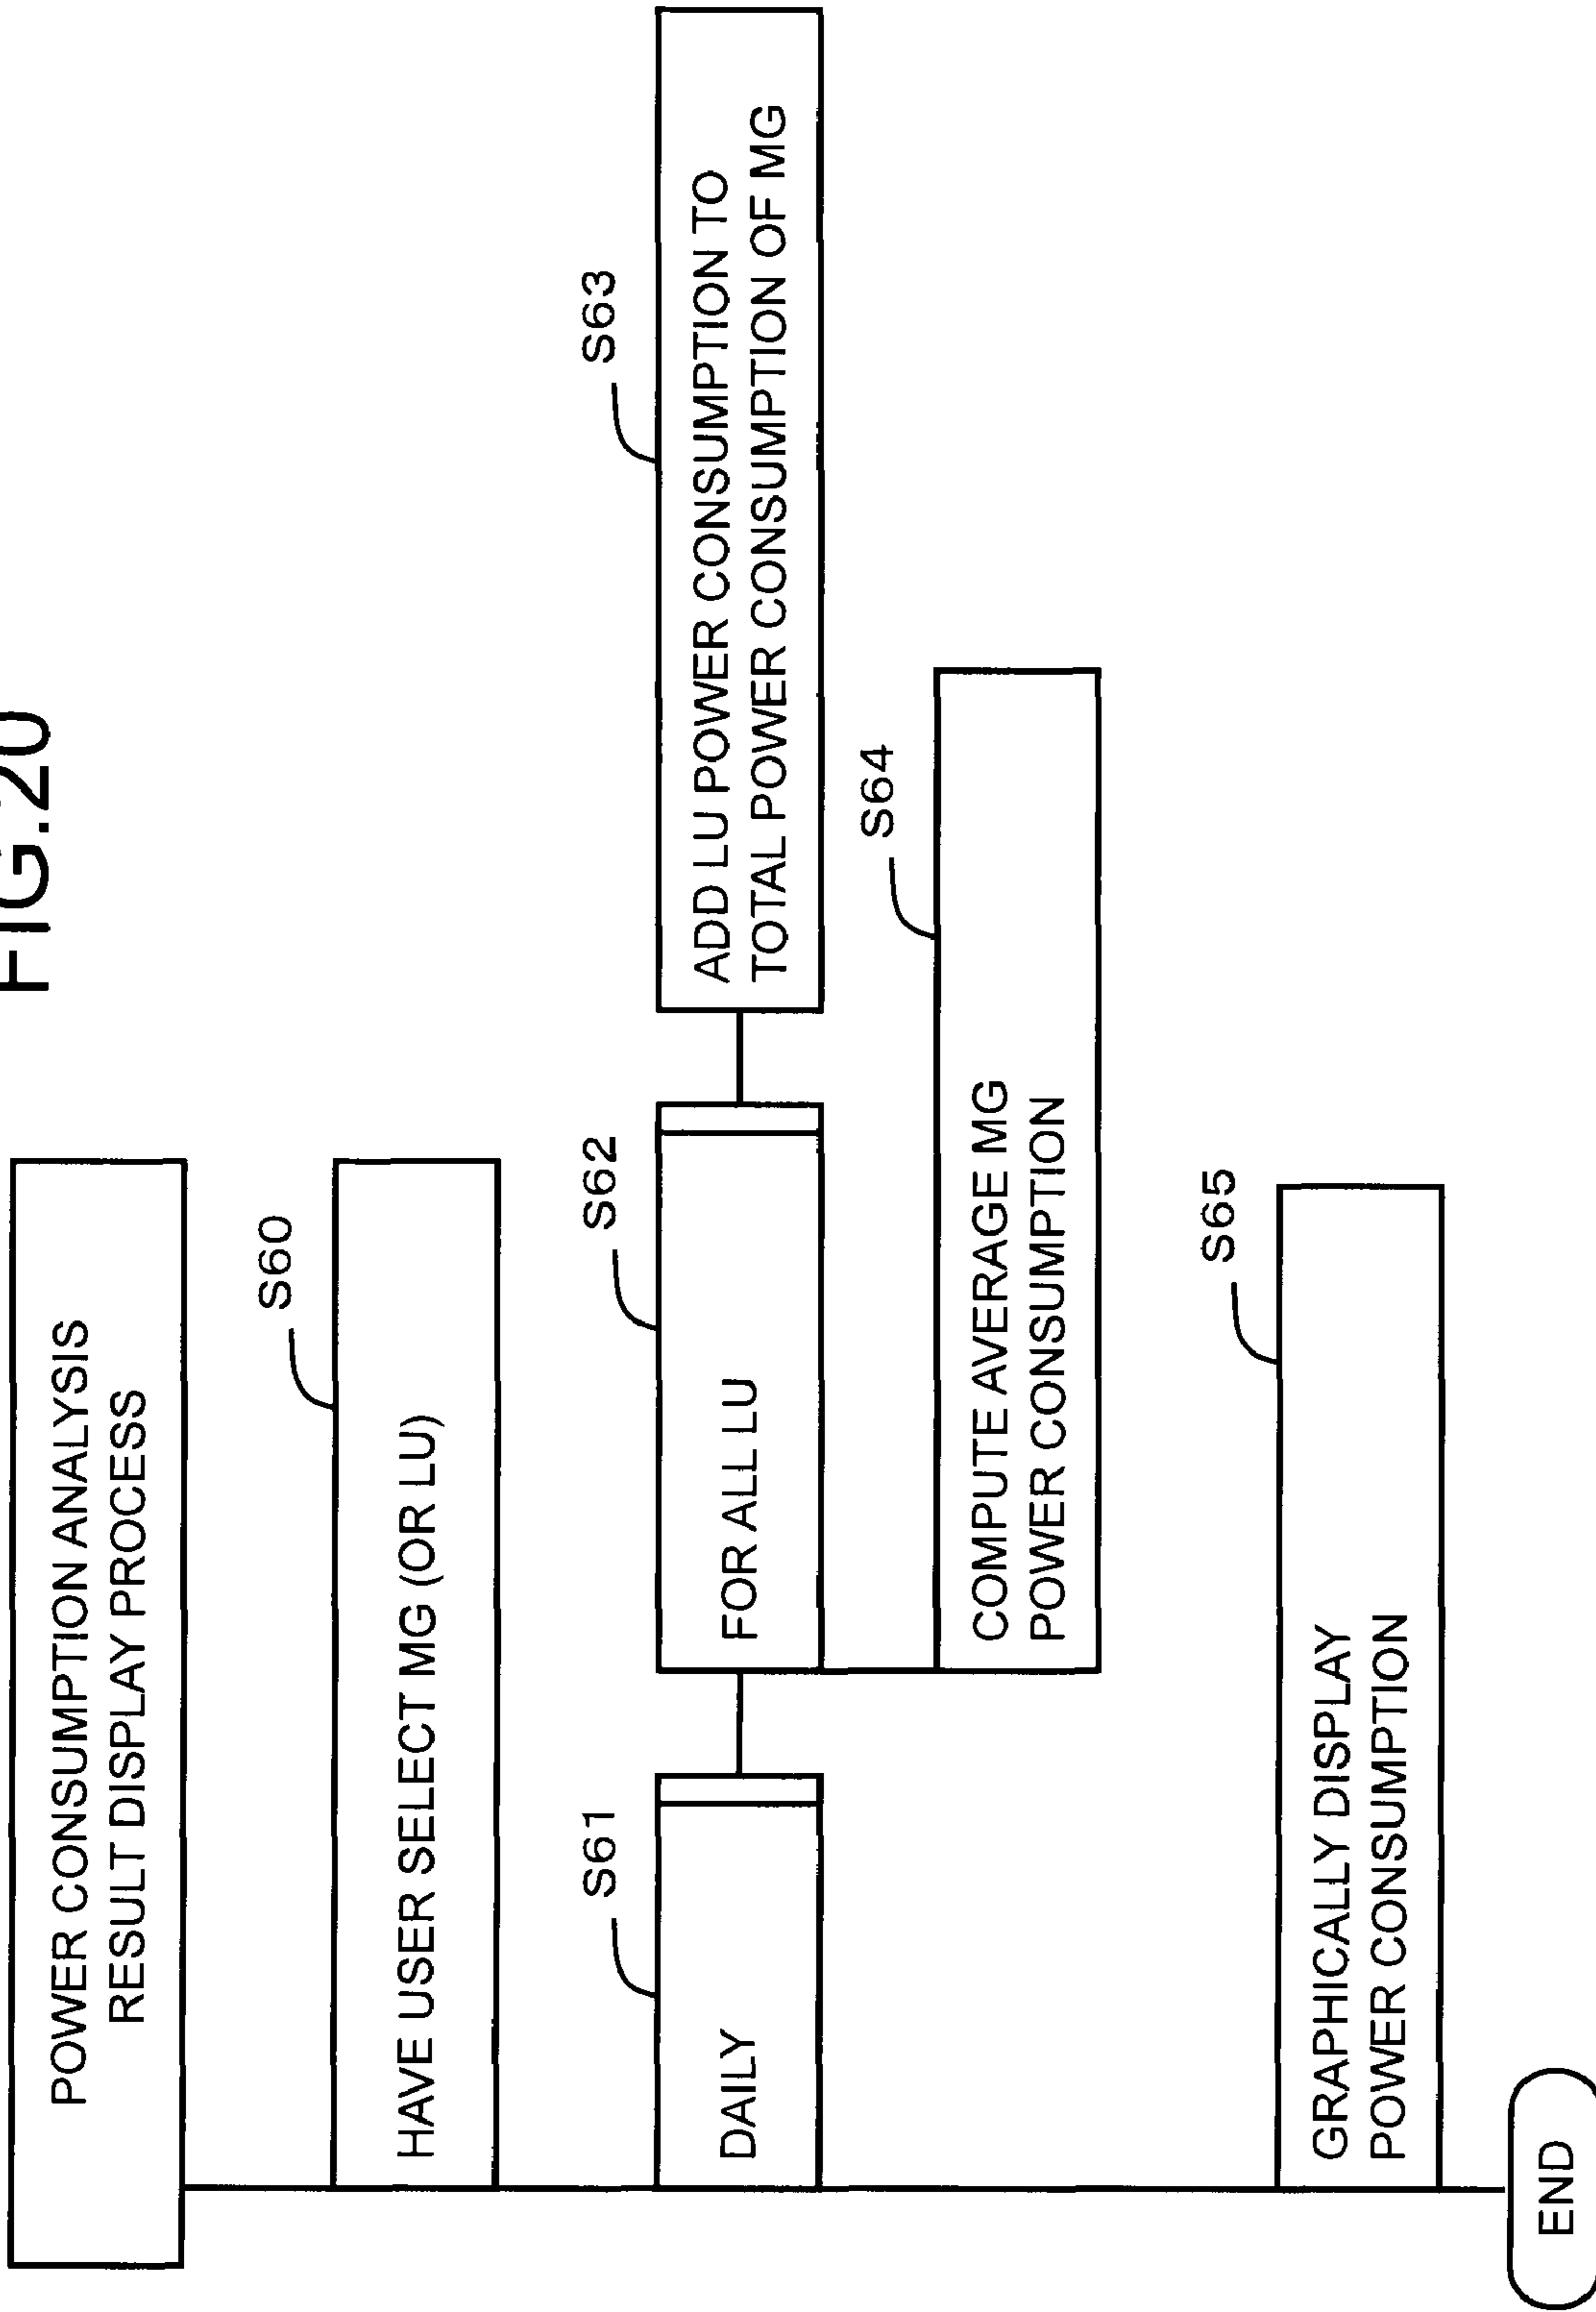 FIG.20
POWER CONSUMPTION ANALYSIS
RESULT DISPLAY PROCESS
S60
HAVE USER SELECT MG (OR LU)
S61
DAILY
S62
FOR ALL LU
S63
ADD LU POWER CONSUMPTION TO
TOTAL POWER CONSUMPTION OF MG
S64
COMPUTE AVERAGE MG
POWER CONSUMPTION
S65
GRAPHICALLY DISPLAY
POWER CONSUMPTION
END